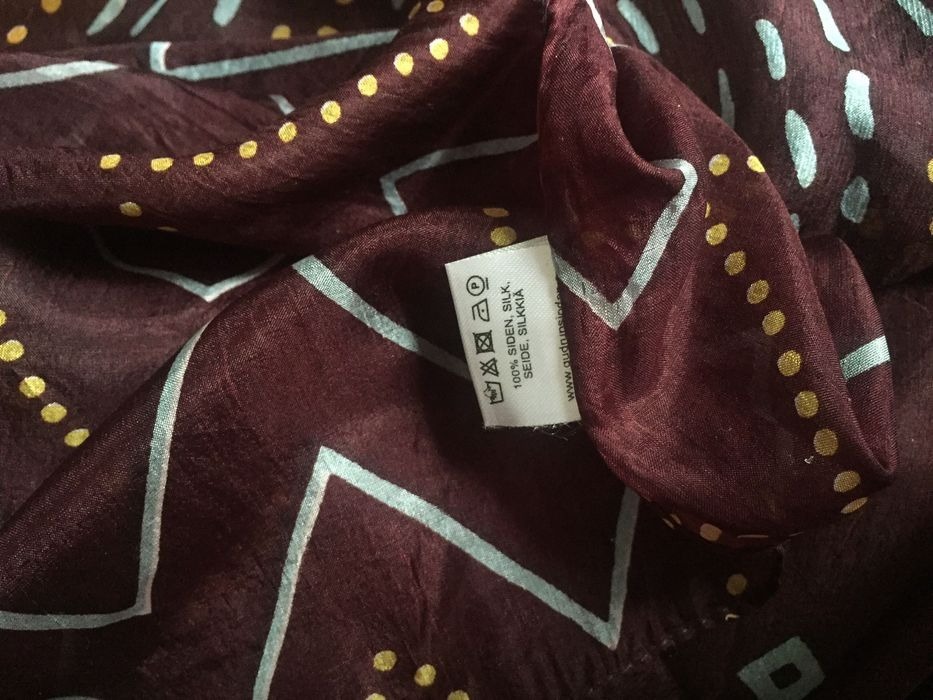 P
100% SIDEN, SILK,
SEIDE, SILKKIÄ